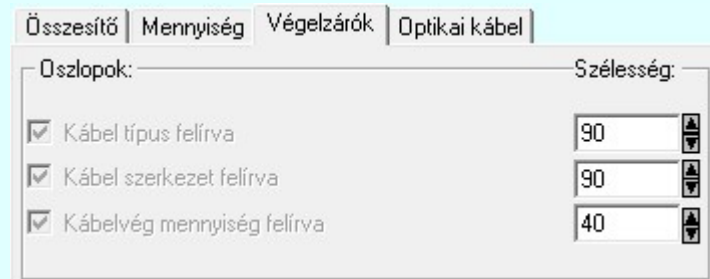 Összesítő Mennyiség Végelzárók Optikai kábel
Oszlopok: Szélesség:
Kábel típus felírva 90
Kábel szerkezet felírva 90
Kábelvég mennyiség felírva 40